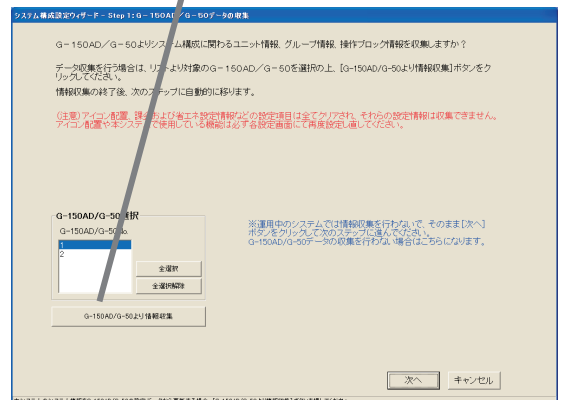 システム構成設定ウィザード - Step 1:G-150AD/G-50データの収集
G-150AD/G-50よりシステム構成に関わるユニット情報、グループ情報、操作ブロック情報を収集しますか?
データ収集を行う場合は、リストより対象のG-150AD/G-50を選択の上、[G-150AD/G-50より情報収集]ボタンをク
リックしてください。
情報収集の終了後、次のステップに自動的に移ります。
(注意)アイコン配置、課金および省エネ設定情報などの設定項目は全てクリアされ、それらの設定情報は収集できません。
アイコン配置や本システムで使用している機能は必ず各設定画面にて再度設定し直してください。
G-150AD/G-50選択
G-150AD/G-50No.
1
2
全選択
全選択解除
※運用中のシステムでは情報収集を行わないで、そのまま[次へ]
ボタンをクリックして次のステップに進んでください。
G-150AD/G-50データの収集を行わない場合はこちらになります。
G-150AD/G-50より情報収集
次へ
キャンセル